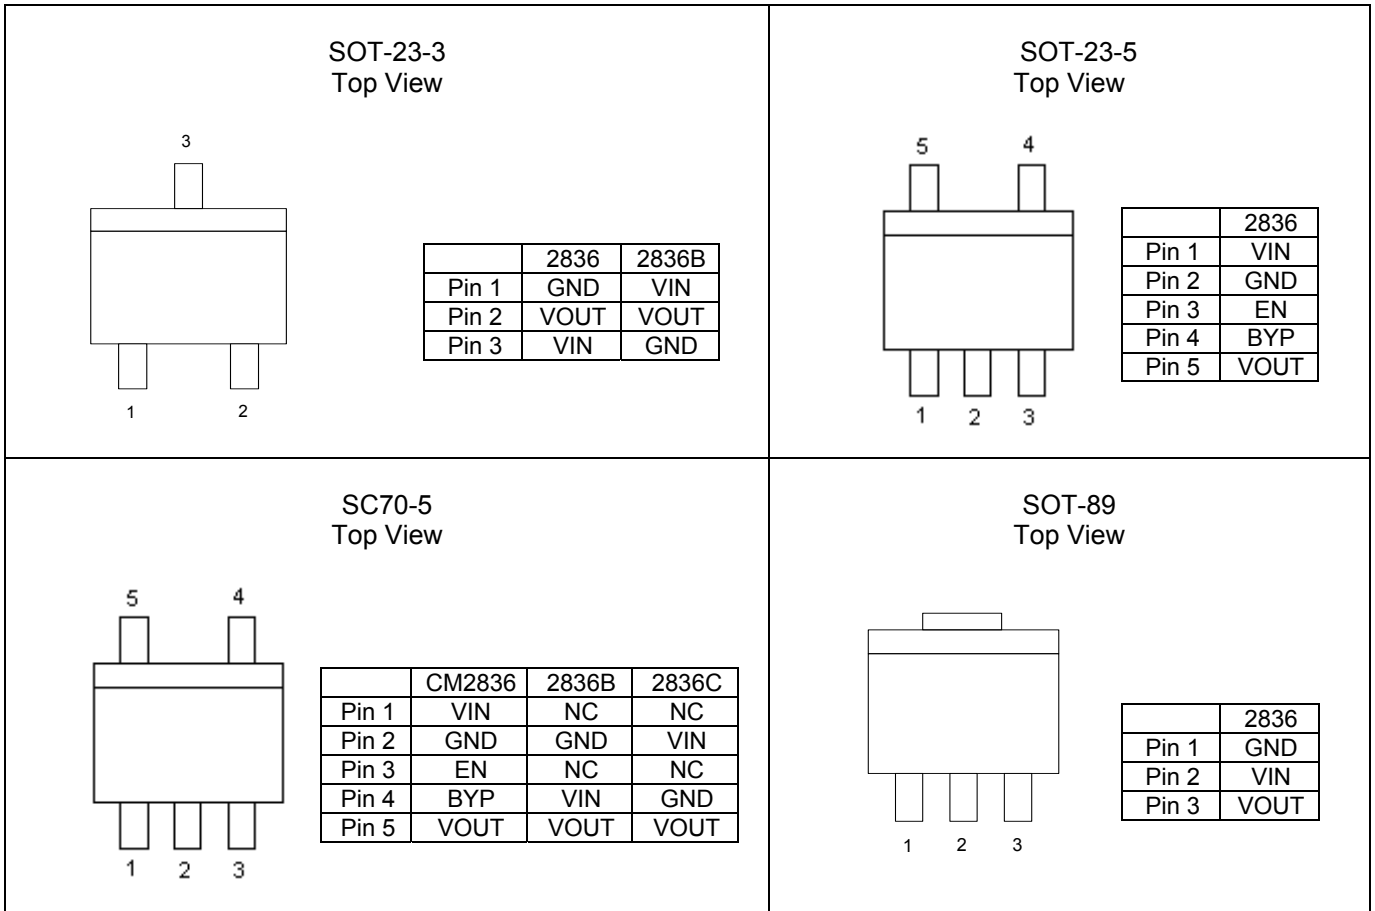 SOT-23-3
Top View
3
1 2
2836 2836B
Pin 1 GND VIN
Pin 2 VOUT VOUT
Pin 3 VIN GND
SOT-23-5
Top View
5 4
1 2 3
2836
Pin 1 VIN
Pin 2 GND
Pin 3 EN
Pin 4 BYP
Pin 5 VOUT
SC70-5
Top View
5 4
1 2 3
CM2836 2836B 2836C
Pin 1 VIN NC NC
Pin 2 GND GND VIN
Pin 3 EN NC NC
Pin 4 BYP VIN GND
Pin 5 VOUT VOUT VOUT
SOT-89
Top View
1 2 3
2836
Pin 1 GND
Pin 2 VIN
Pin 3 VOUT